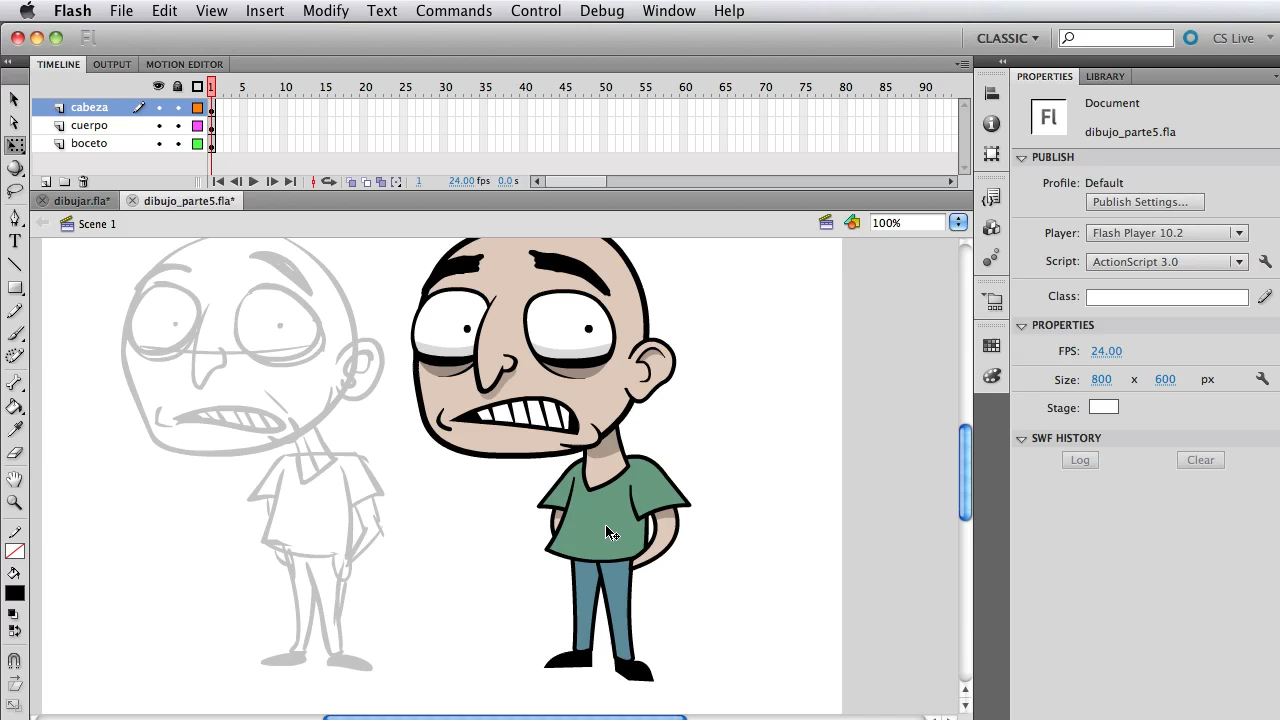 Flash File Edit View Insert Modify Text Commands Control Debug Window Help
Fl CLASSIC CS Live
TIMELINE OUTPUT MOTION EDITOR
1 5 10 15 20 25 30 35 40 45 50 55 60 65 70 75 80 85 90
cabeza
cuerpo
boceto
1 24.00 fps 0.0 s
dibujar.fla* dibujo_parte5.fla*
Scene 1 100%
PROPERTIES LIBRARY
Fl
Document
dibujo_parte5.fla
PUBLISH
Profile: Default
Publish Settings...
Player: Flash Player 10.2
Script: ActionScript 3.0
Class:
PROPERTIES
FPS: 24.00
Size: 800 x 600 px
Stage:
SWF HISTORY
Log Clear
T